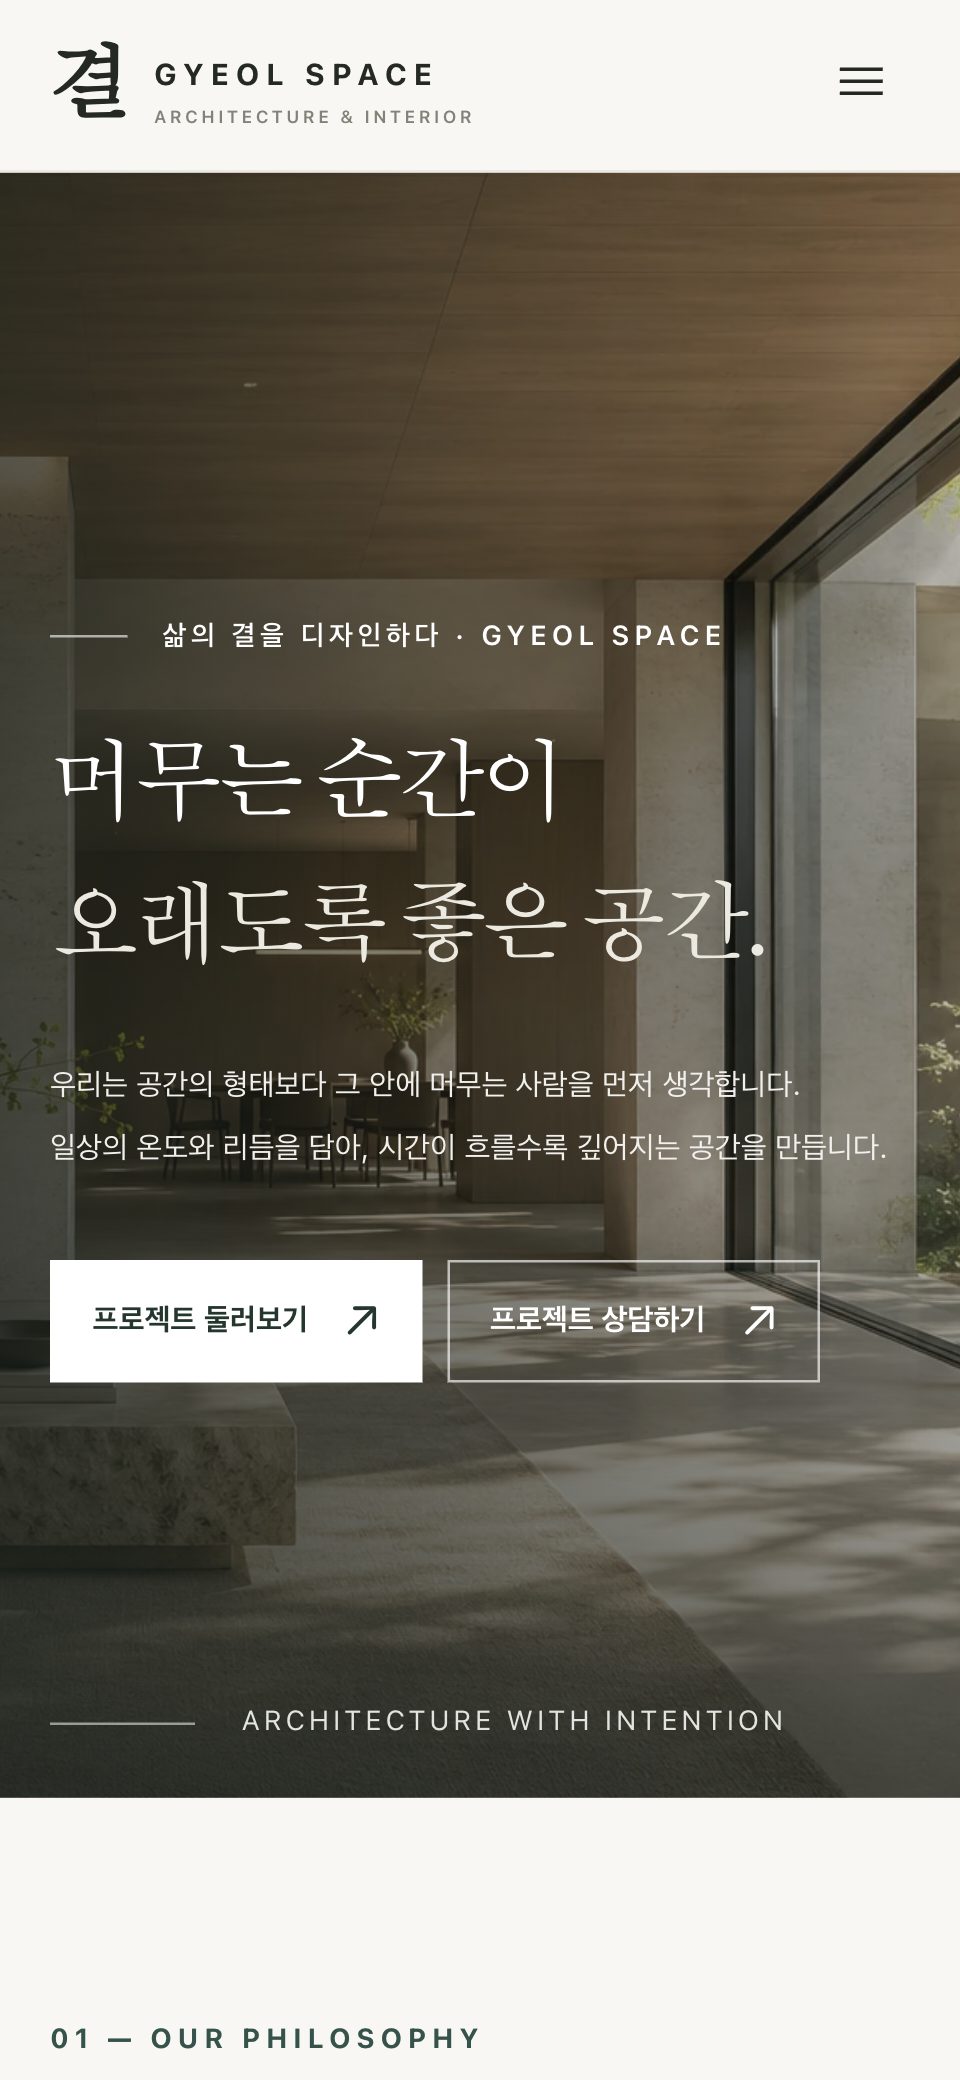 결
GYEOL SPACE
ARCHITECTURE & INTERIOR
삶의 결을 디자인하다 · GYEOL SPACE
머무는 순간이
오래도록 좋은 공간.
우리는 공간의 형태보다 그 안에 머무는 사람을 먼저 생각합니다.
일상의 온도와 리듬을 담아, 시간이 흐를수록 깊어지는 공간을 만듭니다.
프로젝트 둘러보기
프로젝트 상담하기
ARCHITECTURE WITH INTENTION
01 — OUR PHILOSOPHY